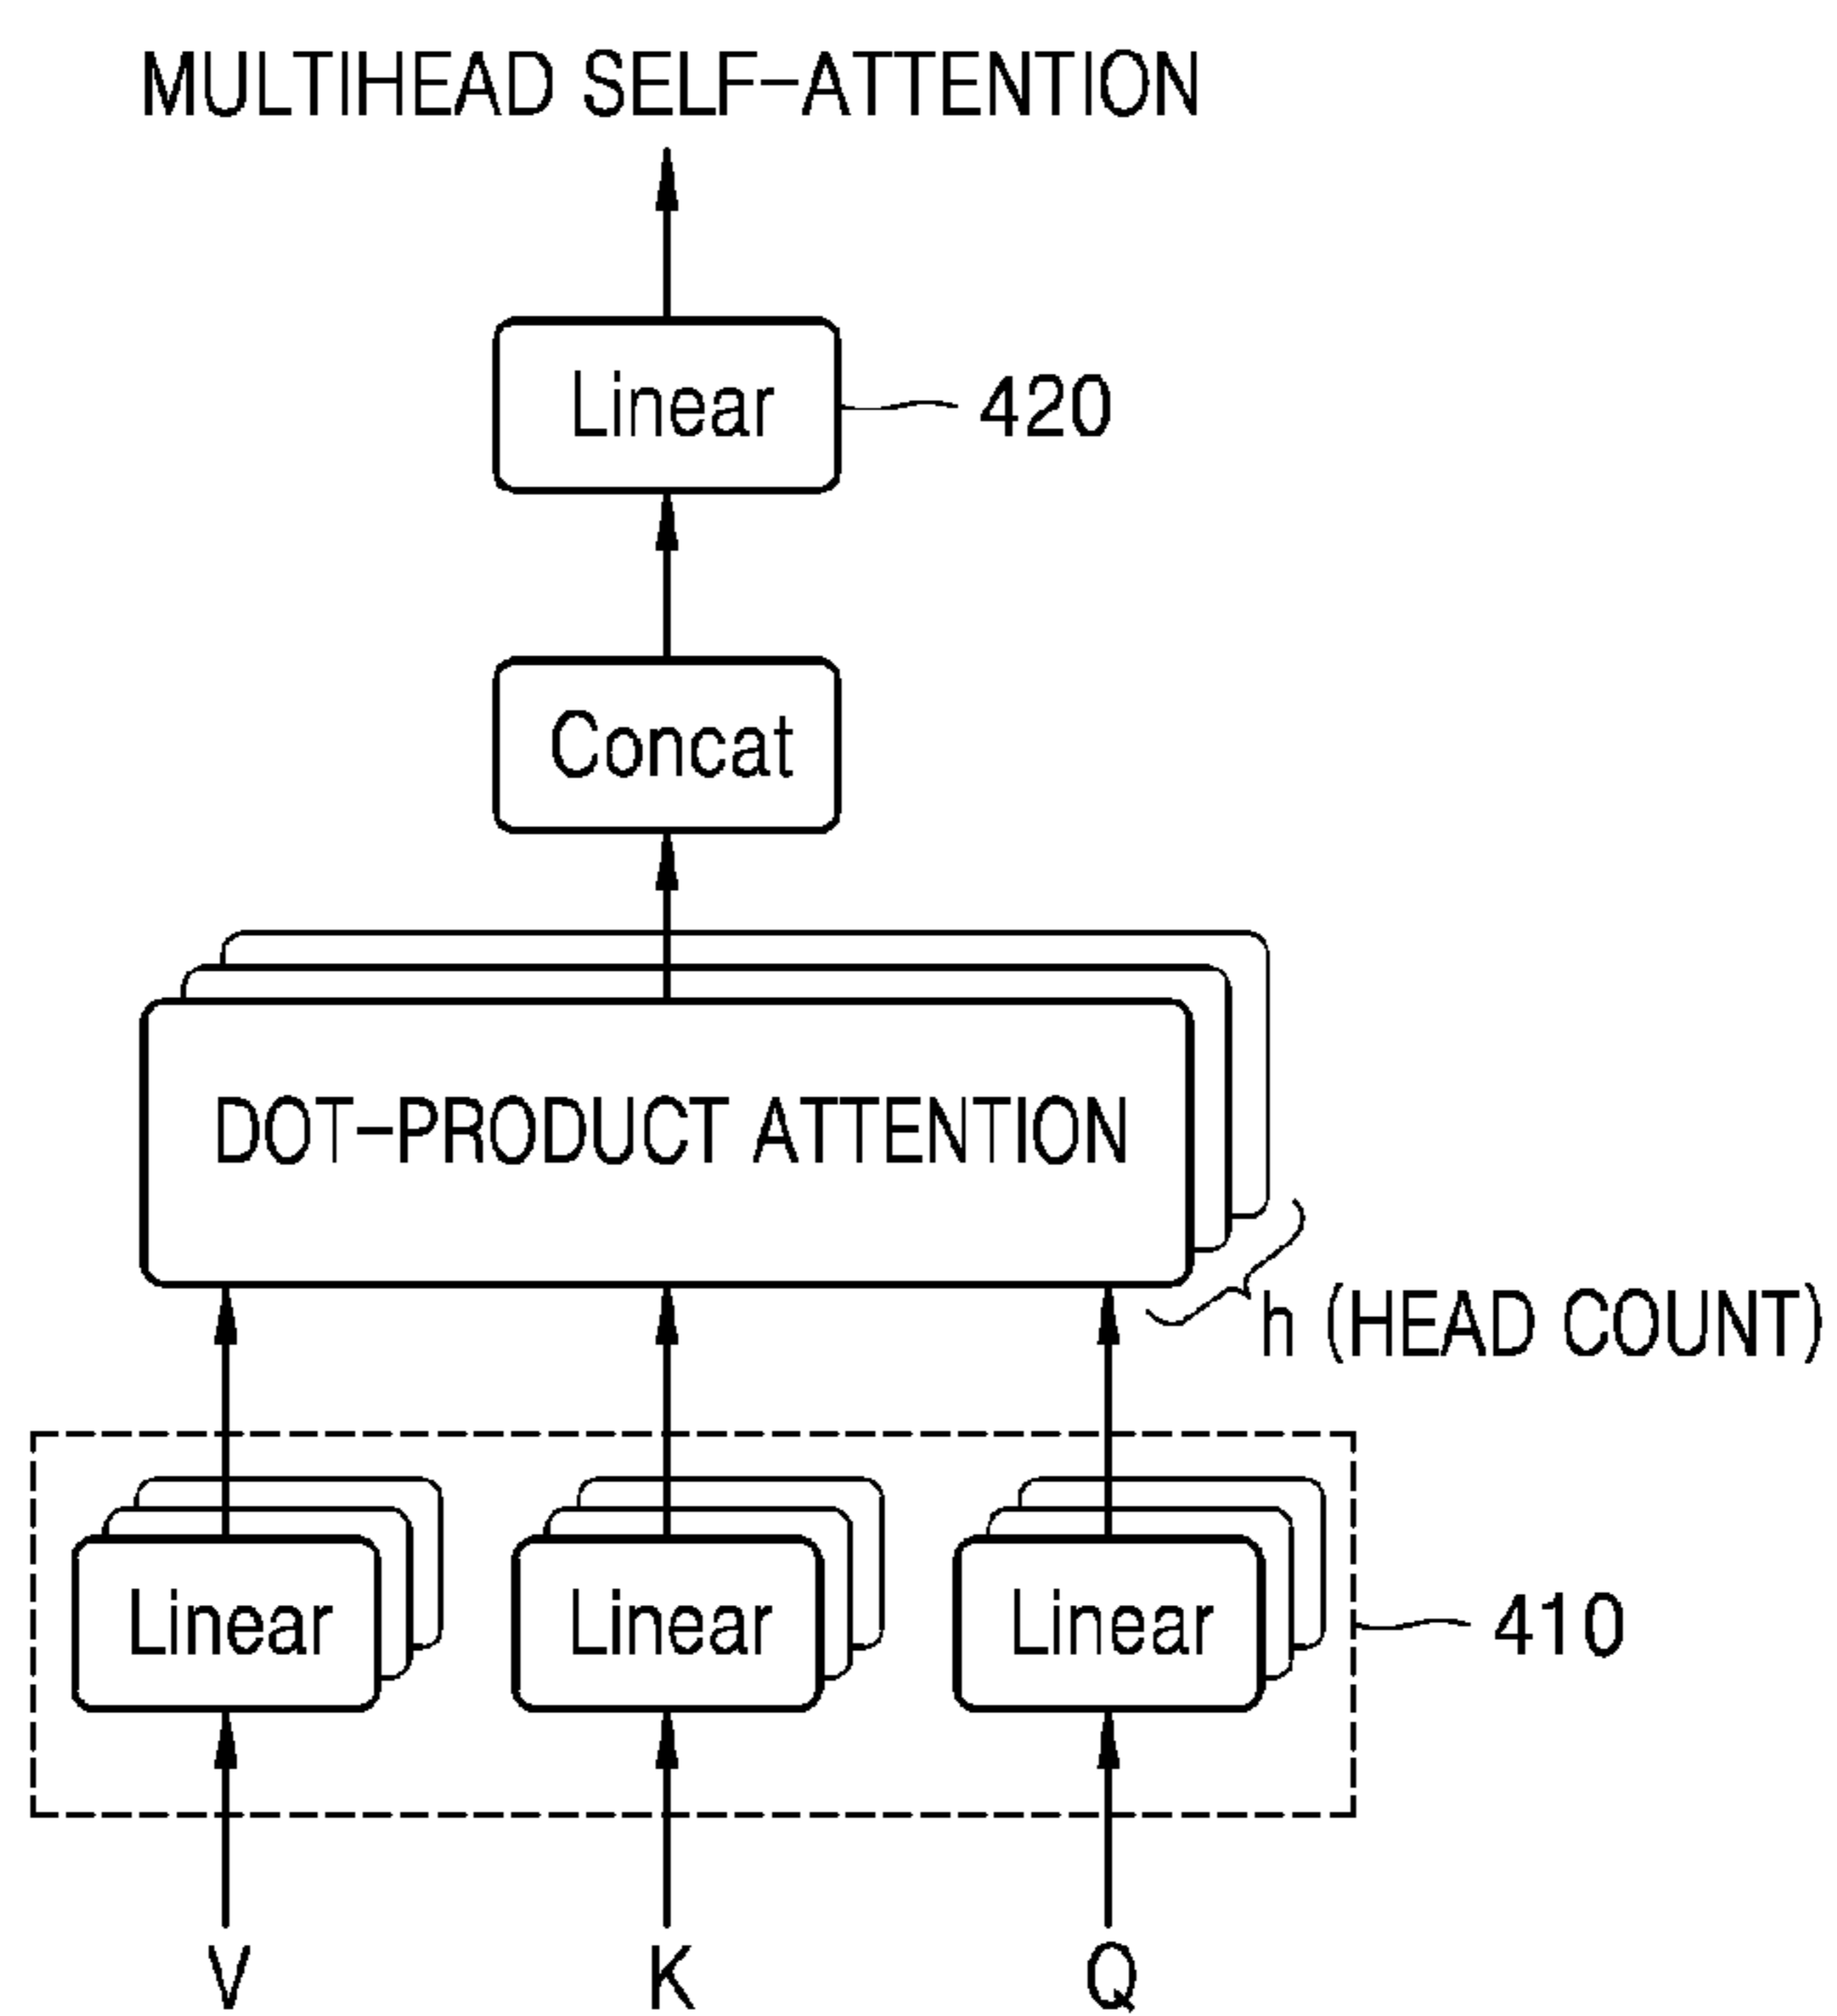 MULTIHEAD SELF-ATTENTION
Linear
420
Concat
DOT-PRODUCT ATTENTION
h (HEAD COUNT)
Linear
Linear
Linear
410
V
K
Q